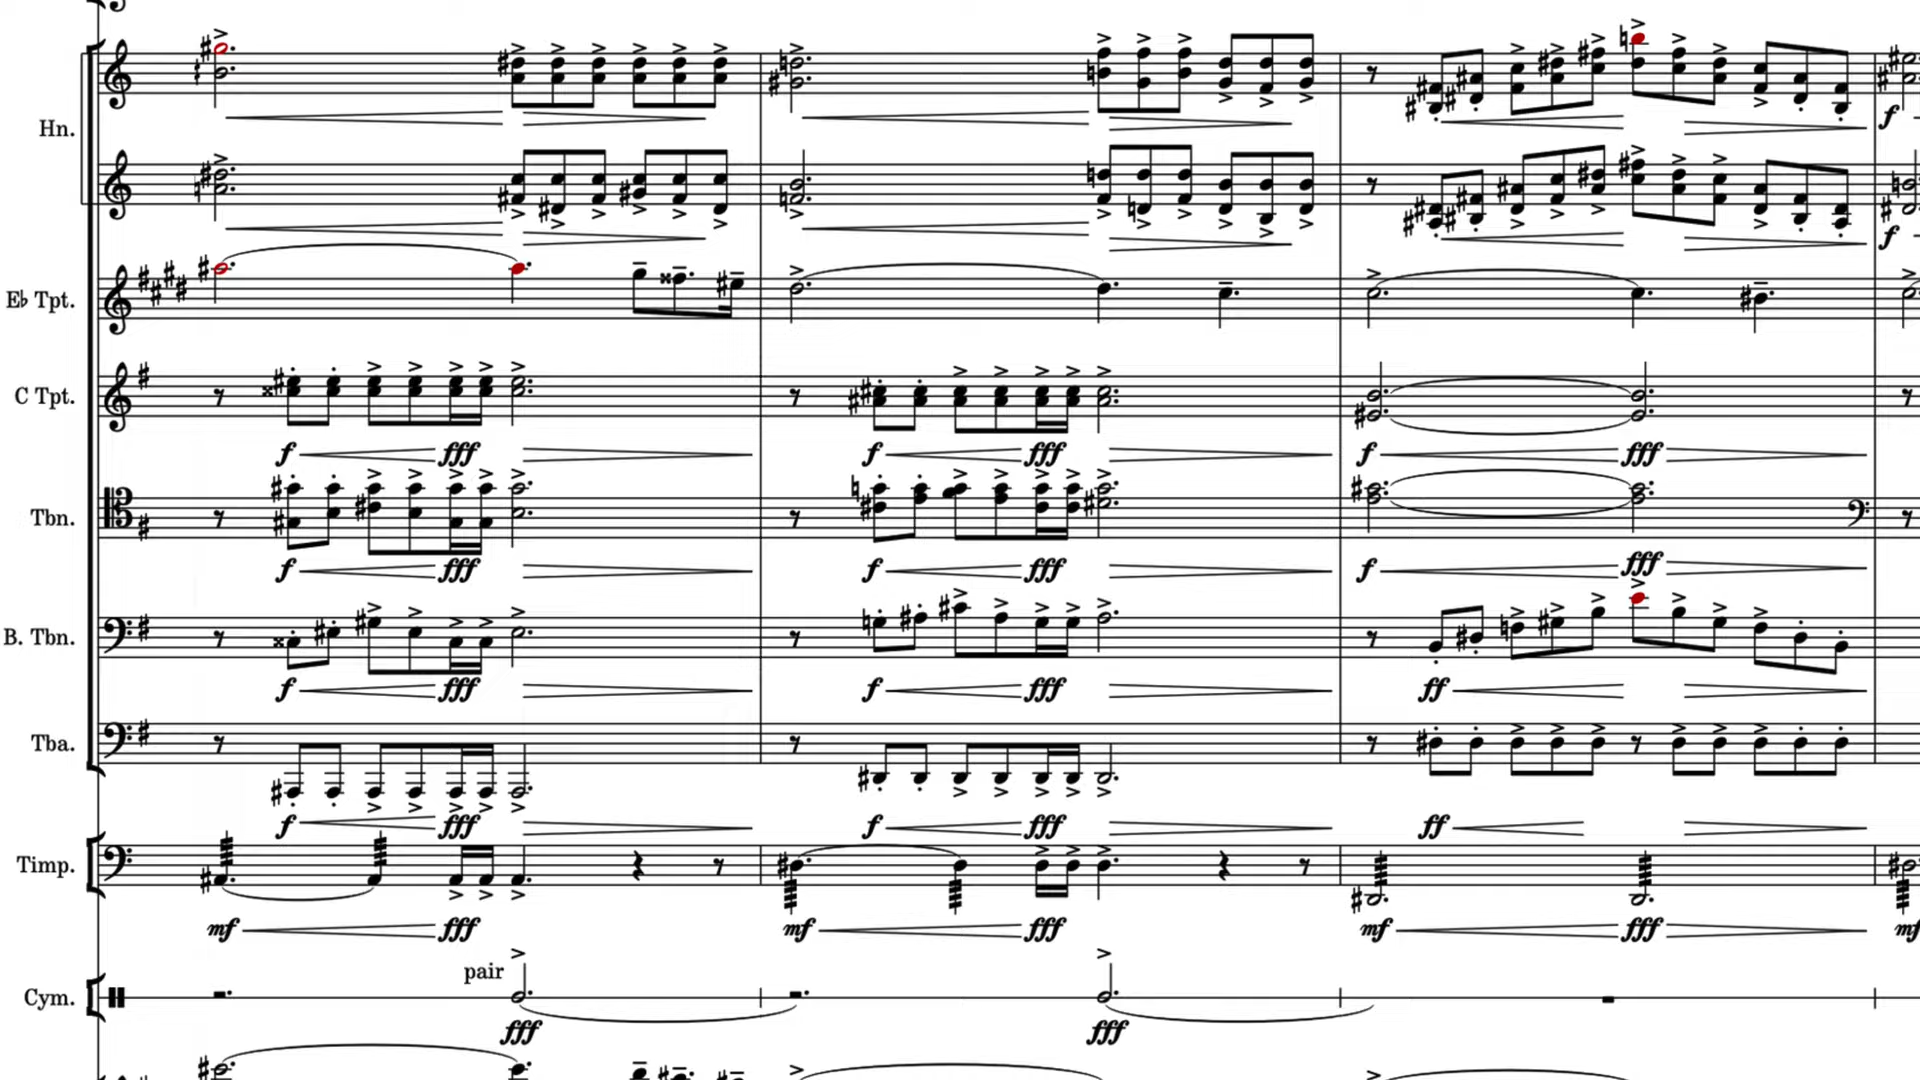 Hn.
f
f
E♭ Tpt.
C Tpt.
f fff f fff f fff
Tbn.
f fff f fff f fff
B. Tbn.
f fff f fff ff
Tba.
f fff f fff ff
Timp.
mf fff mf fff mf fff mf
pair
Cym.
fff fff